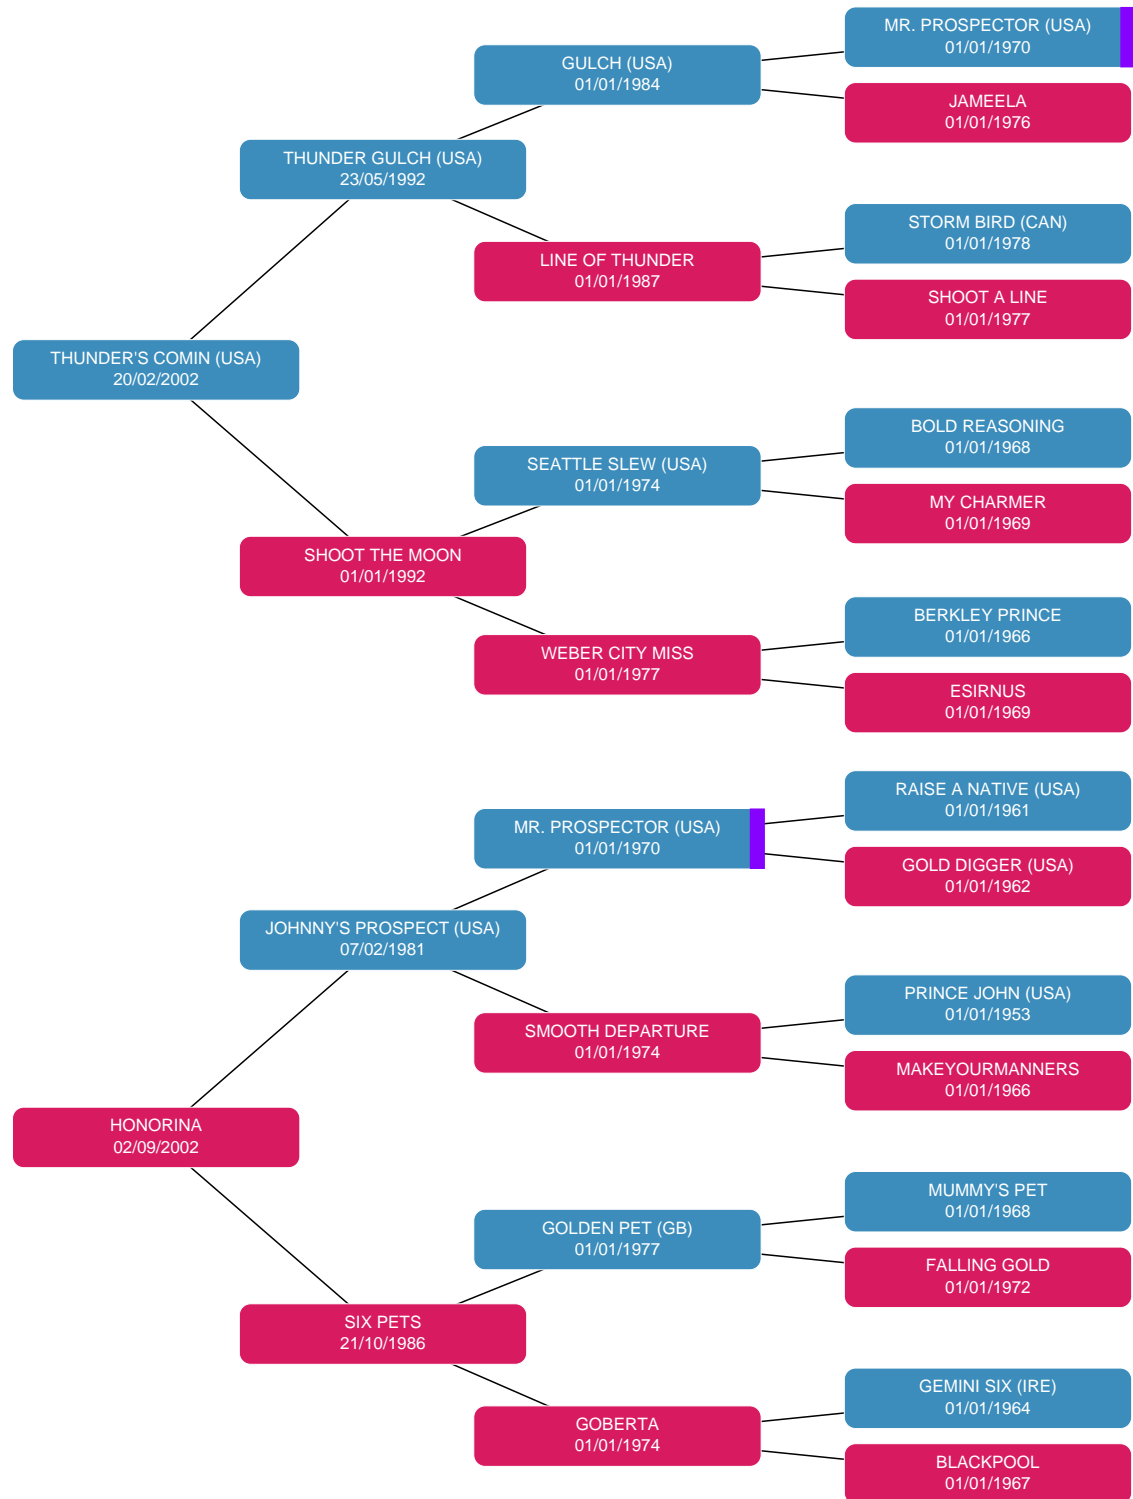 MR. PROSPECTOR (USA)
01/01/1970
GULCH (USA)
01/01/1984
JAMEELA
01/01/1976
THUNDER GULCH (USA)
23/05/1992
STORM BIRD (CAN)
01/01/1978
LINE OF THUNDER
01/01/1987
SHOOT A LINE
01/01/1977
THUNDER'S COMIN (USA)
20/02/2002
BOLD REASONING
01/01/1968
SEATTLE SLEW (USA)
01/01/1974
MY CHARMER
01/01/1969
SHOOT THE MOON
01/01/1992
BERKLEY PRINCE
01/01/1966
WEBER CITY MISS
01/01/1977
ESIRNUS
01/01/1969
RAISE A NATIVE (USA)
01/01/1961
MR. PROSPECTOR (USA)
01/01/1970
GOLD DIGGER (USA)
01/01/1962
JOHNNY'S PROSPECT (USA)
07/02/1981
PRINCE JOHN (USA)
01/01/1953
SMOOTH DEPARTURE
01/01/1974
MAKEYOURMANNERS
01/01/1966
HONORINA
02/09/2002
MUMMY'S PET
01/01/1968
GOLDEN PET (GB)
01/01/1977
FALLING GOLD
01/01/1972
SIX PETS
21/10/1986
GEMINI SIX (IRE)
01/01/1964
GOBERTA
01/01/1974
BLACKPOOL
01/01/1967